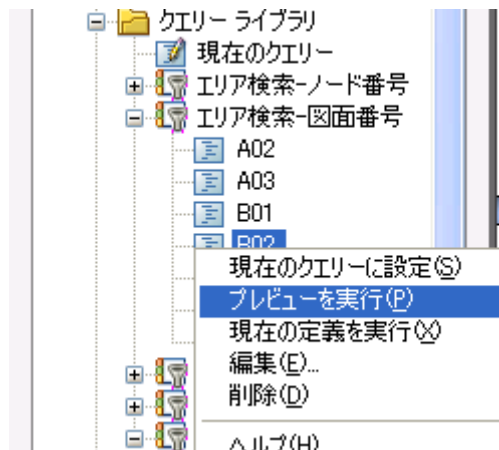 クエリー ライブラリ
現在のクエリー
エリア検索-ノード番号
エリア検索-図面番号
A02
A03
B01
B02
現在のクエリーに設定(S)
プレビューを実行(P)
現在の定義を実行(X)
編集(E)...
削除(D)
ヘルプ(H)